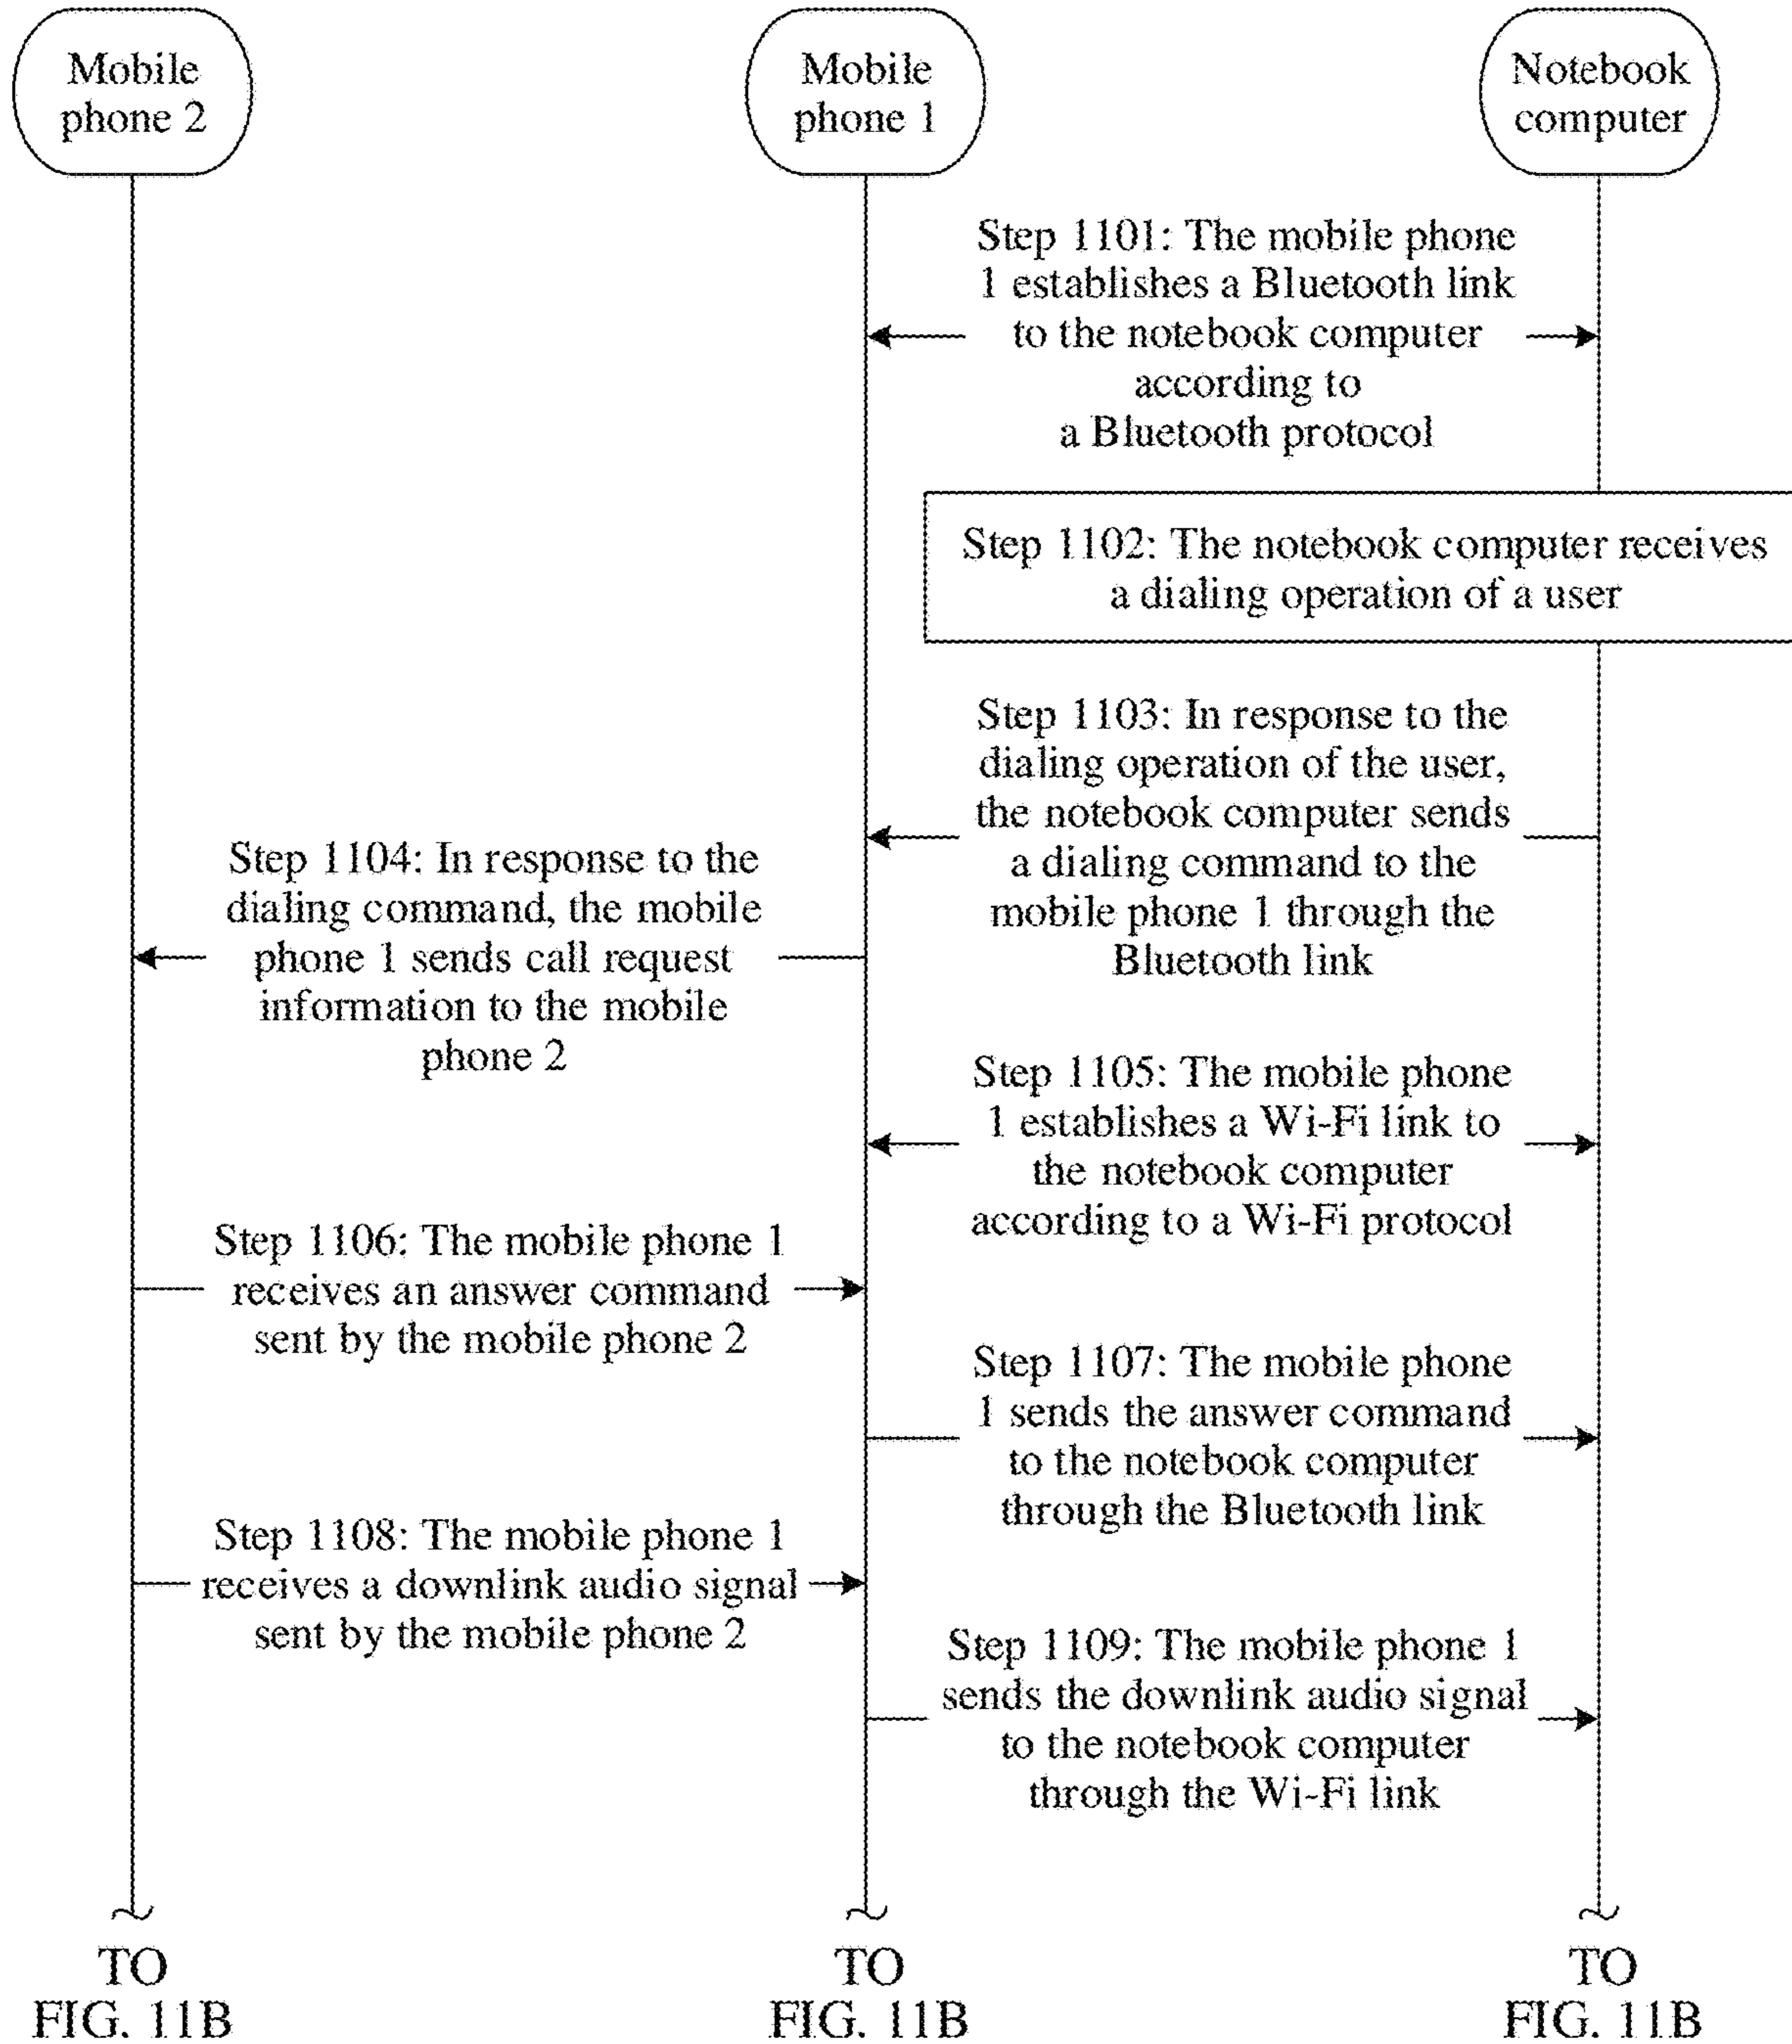 Mobile
phone 2
Mobile
phone 1
Notebook
computer
Step 1101: The mobile phone
1 establishes a Bluetooth link
to the notebook computer
according to
a Bluetooth protocol
Step 1102: The notebook computer receives
a dialing operation of a user
Step 1103: In response to the
dialing operation of the user,
the notebook computer sends
a dialing command to the
mobile phone 1 through the
Bluetooth link
Step 1104: In response to the
dialing command, the mobile
phone 1 sends call request
information to the mobile
phone 2
Step 1105: The mobile phone
1 establishes a Wi-Fi link to
the notebook computer
according to a Wi-Fi protocol
Step 1106: The mobile phone 1
receives an answer command
sent by the mobile phone 2
Step 1107: The mobile phone
1 sends the answer command
to the notebook computer
through the Bluetooth link
Step 1108: The mobile phone 1
receives a downlink audio signal
sent by the mobile phone 2
Step 1109: The mobile phone 1
sends the downlink audio signal
to the notebook computer
through the Wi-Fi link
TO
FIG. 11B
TO
FIG. 11B
TO
FIG. 11B